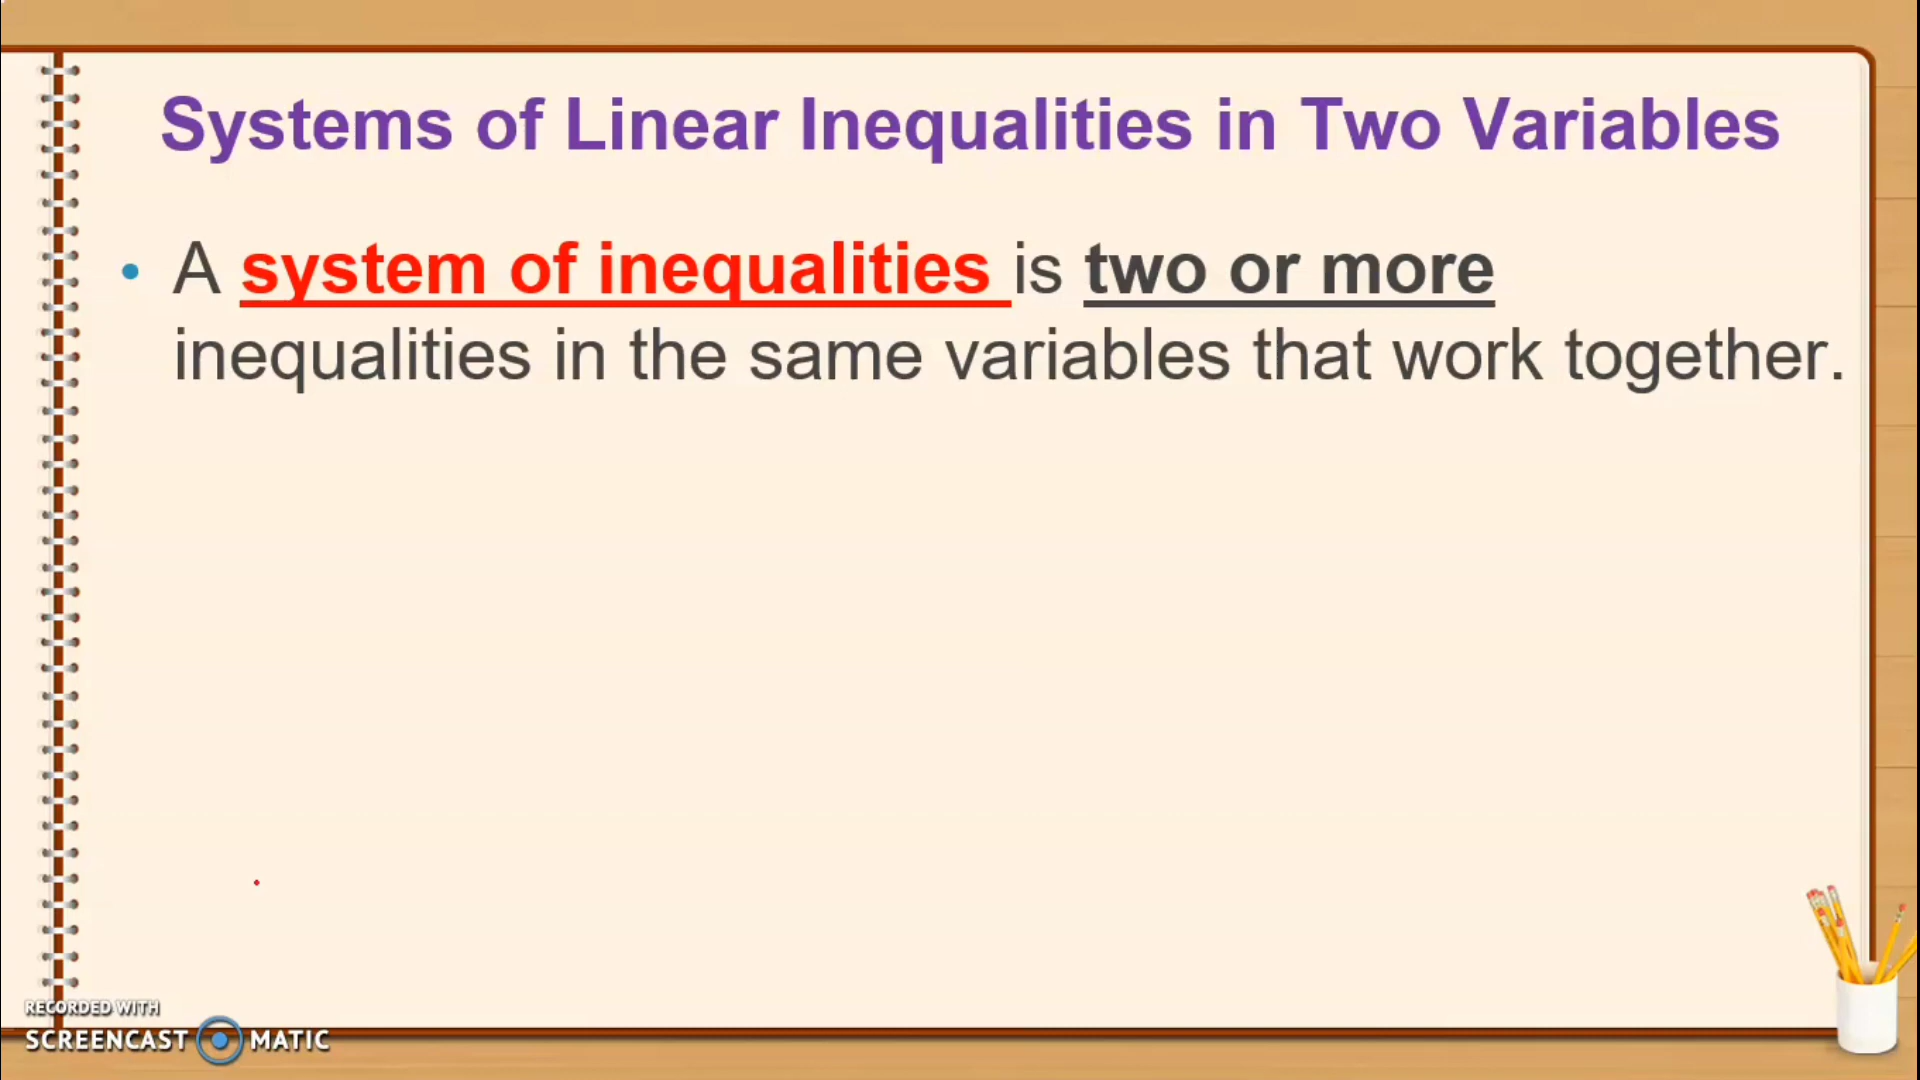 Systems of Linear Inequalities in Two Variables
• A system of inequalities is two or more
inequalities in the same variables that work together.
RECORDED WITH
SCREENCAST MATIC